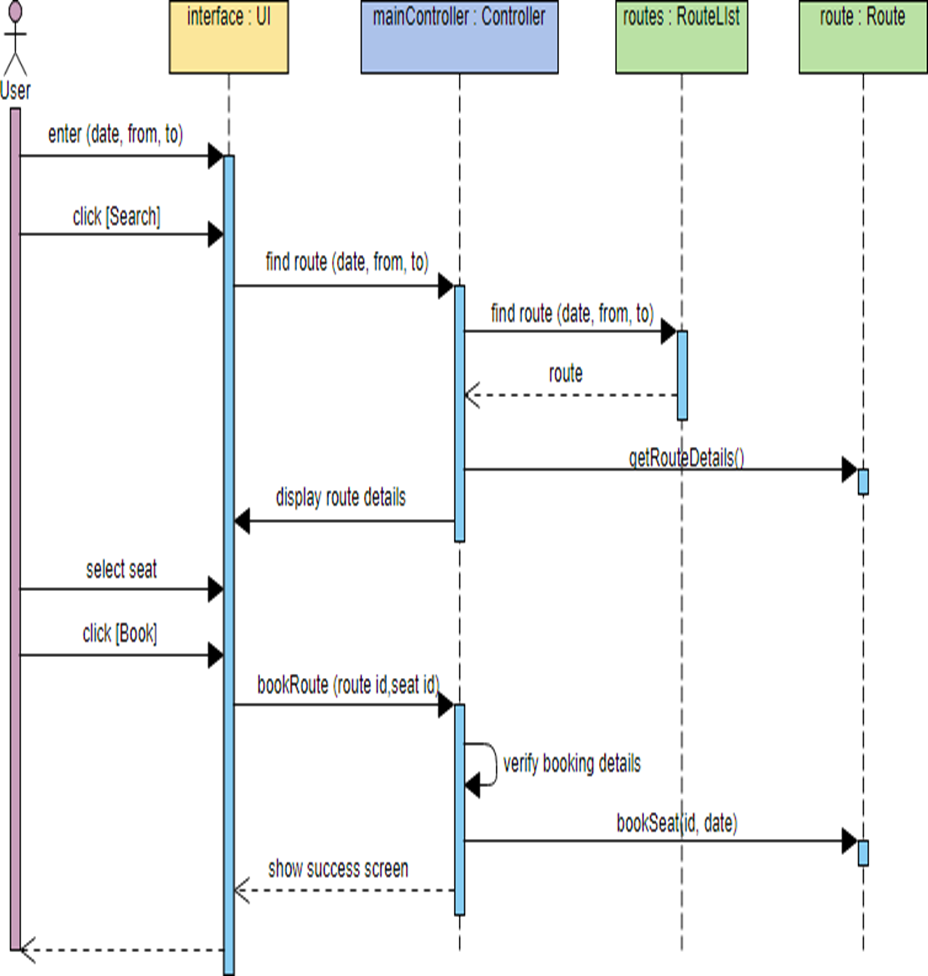 interface : UI
mainController : Controller
routes : RouteLIst
route : Route
User
enter (date, from, to)
click [Search]
find route (date, from, to)
find route (date, from, to)
route
getRouteDetails()
display route details
select seat
click [Book]
bookRoute (route id,seat id)
verify booking details
bookSeat(id, date)
show success screen